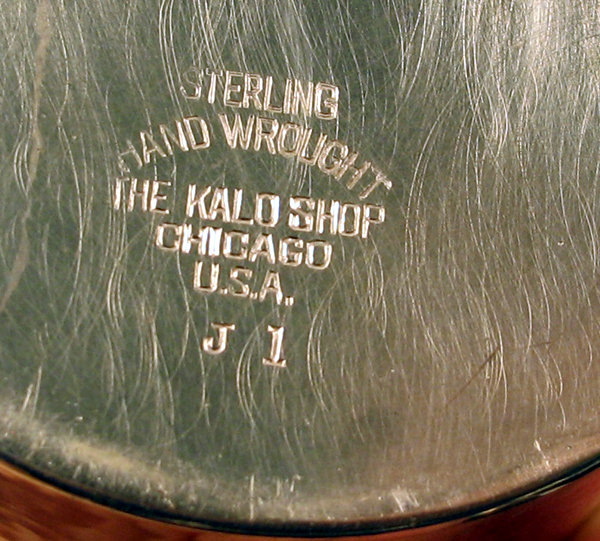 STERLING
HAND WROUGHT
THE KALO SHOP
CHICAGO
U.S.A.
J 1